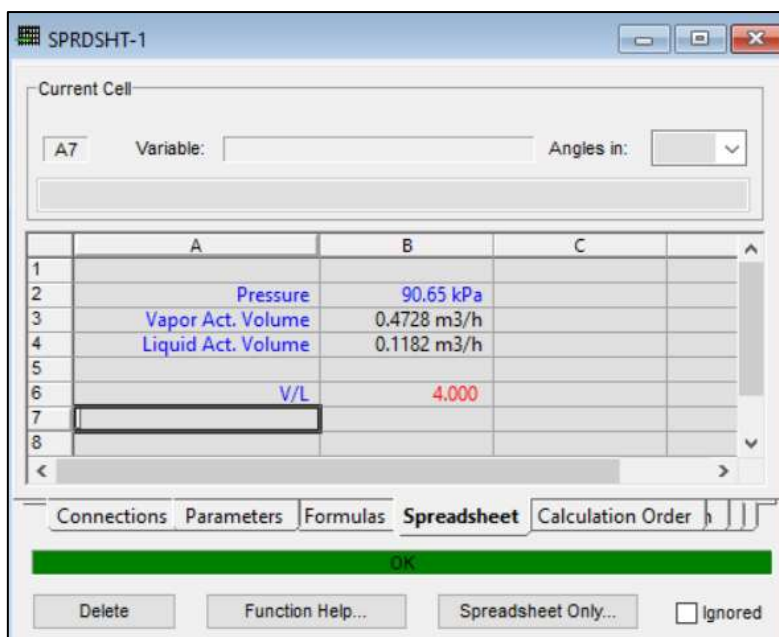 SPRDSHT-1
Current Cell
A7 Variable: Angles in:
A B C
1
2 Pressure 90.65 kPa
3 Vapor Act. Volume 0.4728 m3/h
4 Liquid Act. Volume 0.1182 m3/h
5
6 V/L 4.000
7
8
Connections Parameters Formulas Spreadsheet Calculation Order
OK
Delete Function Help... Spreadsheet Only... Ignored